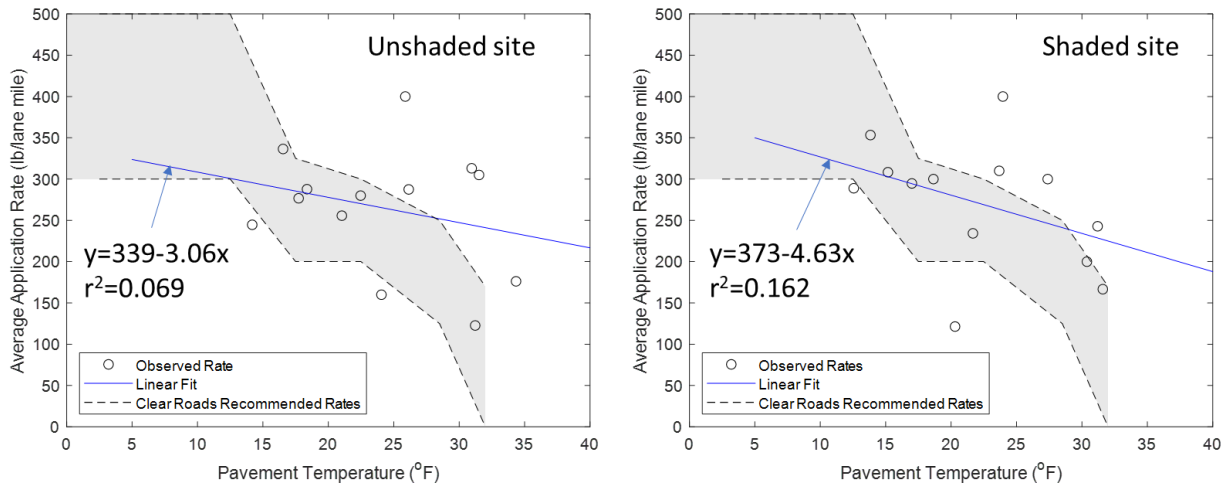 Unshaded site
500
450
400
350
300
250
200
150
100
50
0
Average Application Rate (lb/lane mile)
y=339-3.06x
r²=0.069
Observed Rate
Linear Fit
Clear Roads Recommended Rates
0 5 10 15 20 25 30 35 40
Pavement Temperature (°F)
Shaded site
500
450
400
350
300
250
200
150
100
50
0
Average Application Rate (lb/lane mile)
y=373-4.63x
r²=0.162
Observed Rates
Linear Fit
Clear Roads Recommended Rates
0 5 10 15 20 25 30 35 40
Pavement Temperature (°F)